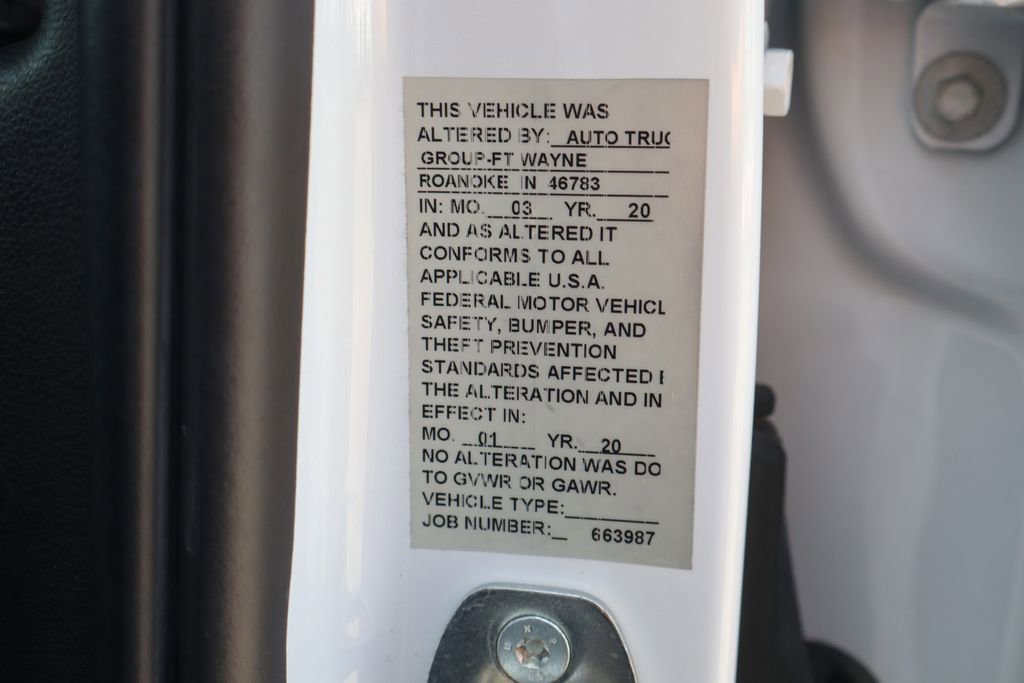 THIS VEHICLE WAS
ALTERED BY: AUTO TRUC
GROUP-FT WAYNE
ROANOKE IN 46783
IN: MO. 03 YR. 20
AND AS ALTERED IT
CONFORMS TO ALL
APPLICABLE U.S.A.
FEDERAL MOTOR VEHICL
SAFETY, BUMPER, AND
THEFT PREVENTION
STANDARDS AFFECTED
THE ALTERATION AND IN
EFFECT IN:
MO. 01 YR. 20
NO ALTERATION WAS DO
TO GVWR OR GAWR.
VEHICLE TYPE:
JOB NUMBER: 663987